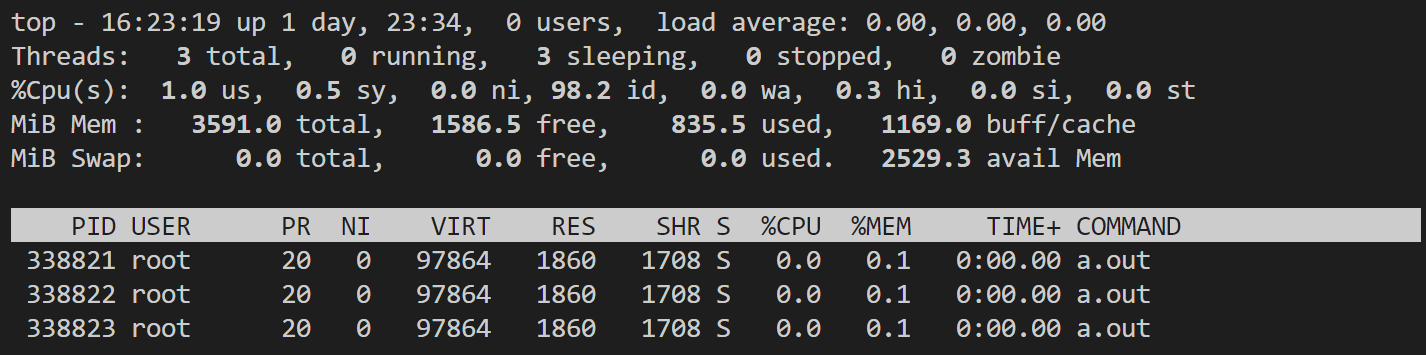 top - 16:23:19 up 1 day, 23:34,  0 users,  load average: 0.00, 0.00, 0.00
Threads:   3 total,   0 running,   3 sleeping,   0 stopped,   0 zombie
%Cpu(s):  1.0 us,  0.5 sy,  0.0 ni, 98.2 id,  0.0 wa,  0.3 hi,  0.0 si,  0.0 st
MiB Mem :   3591.0 total,   1586.5 free,    835.5 used,   1169.0 buff/cache
MiB Swap:      0.0 total,      0.0 free,      0.0 used.   2529.3 avail Mem
    PID USER      PR  NI    VIRT    RES    SHR S  %CPU  %MEM     TIME+ COMMAND
 338821 root      20   0   97864   1860   1708 S   0.0   0.1   0:00.00 a.out
 338822 root      20   0   97864   1860   1708 S   0.0   0.1   0:00.00 a.out
 338823 root      20   0   97864   1860   1708 S   0.0   0.1   0:00.00 a.out